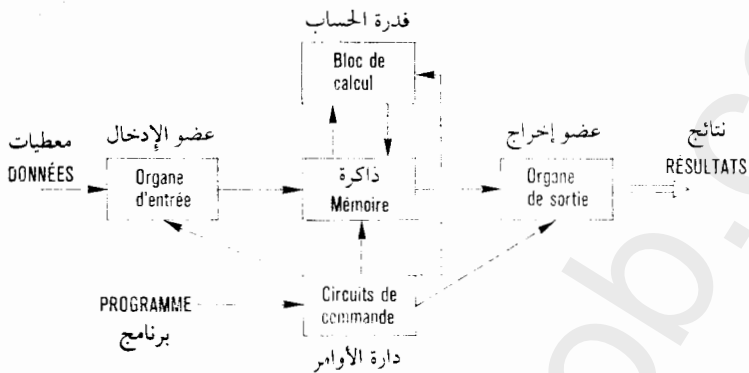 قدرة الحساب
Bloc de
calcul
معطيات
DONNÉES
عضو الإدخال
Organe
d'entrée
ذاكرة
Mémoire
عضو إخراج
Organe
de sortie
نتائج
RÉSULTATS
PROGRAMME
برنامج
Circuits de
commande
دارة الأوامر